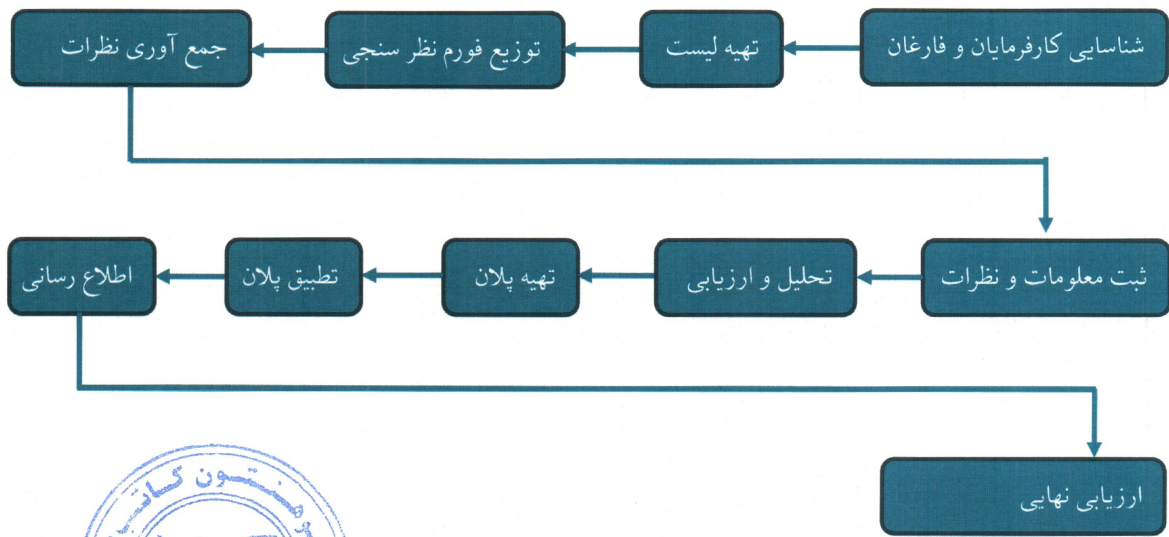 شناسایی کارفرمایان و فارغان
تهیه لیست
توزیع فورم نظر سنجی
جمع آوری نظرات
ثبت معلومات و نظرات
تحلیل و ارزیابی
تهیه پلان
تطبیق پلان
اطلاع رسانی
ارزیابی نهایی